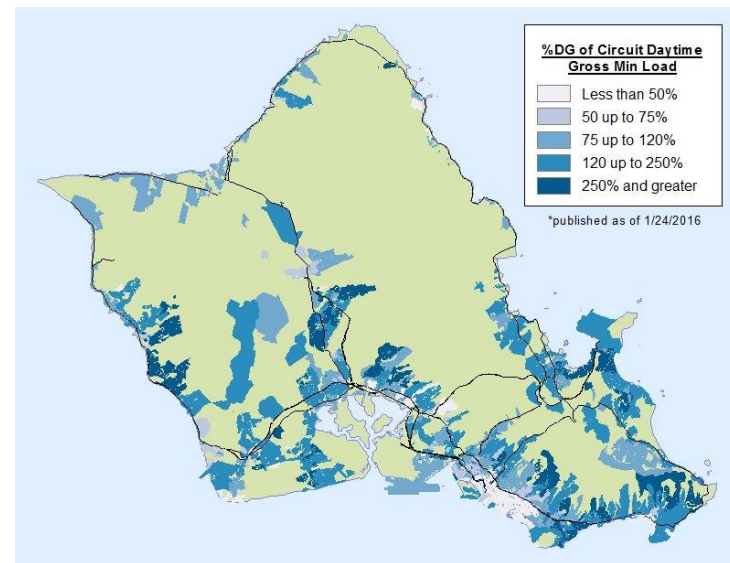 %DG of Circuit Daytime
Gross Min Load
Less than 50%
50 up to 75%
75 up to 120%
120 up to 250%
250% and greater
*published as of 1/24/2016